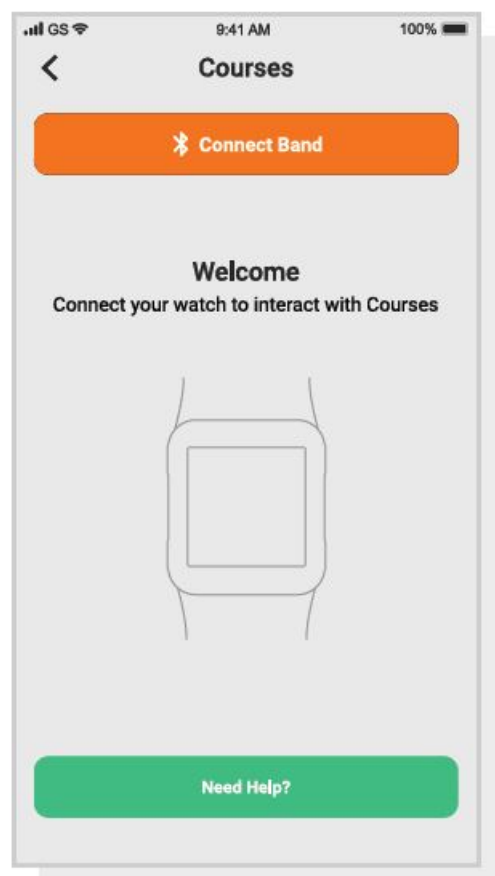 GS 9:41 AM 100%
Courses
Connect Band
Welcome
Connect your watch to interact with Courses
Need Help?